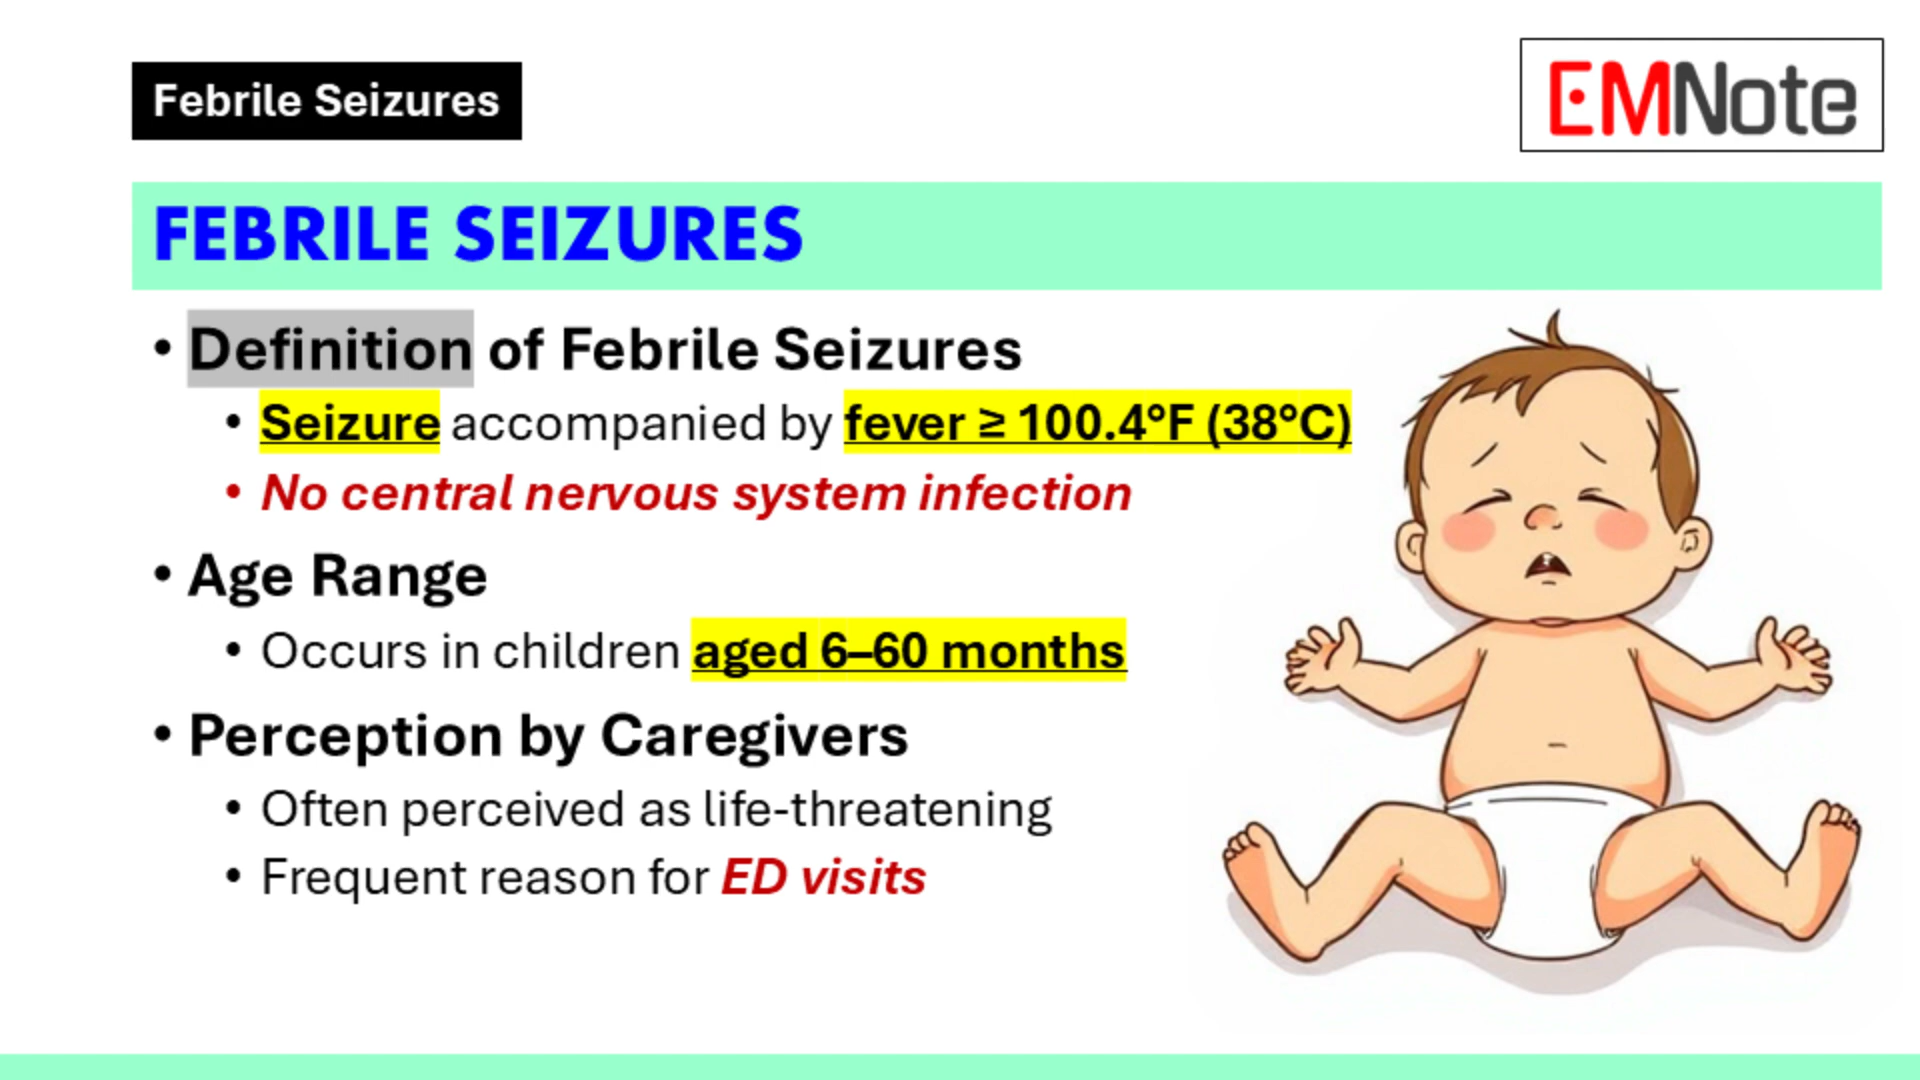 Febrile Seizures
EMNote
FEBRILE SEIZURES
• Definition of Febrile Seizures
• Seizure accompanied by fever ≥ 100.4°F (38°C)
• No central nervous system infection
• Age Range
• Occurs in children aged 6–60 months
• Perception by Caregivers
• Often perceived as life-threatening
• Frequent reason for ED visits